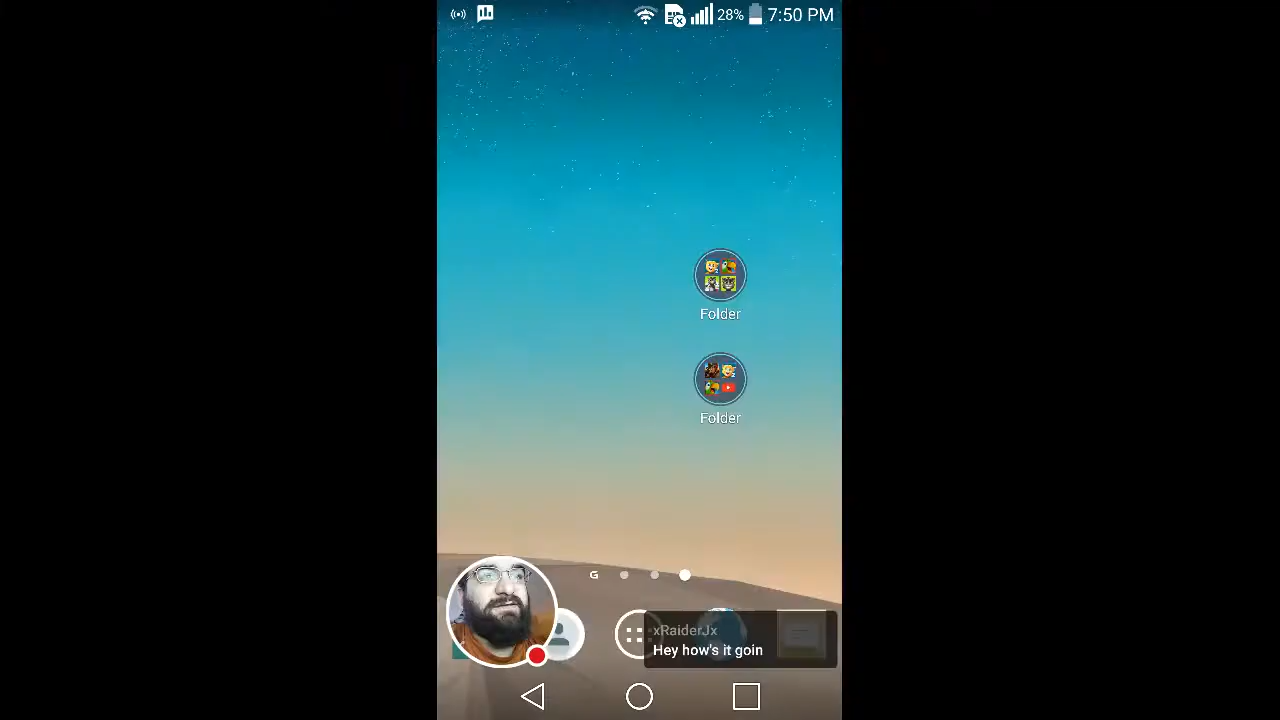 28% 7:50 PM
Folder
Folder
G
xRaiderJx
Hey how's it goin